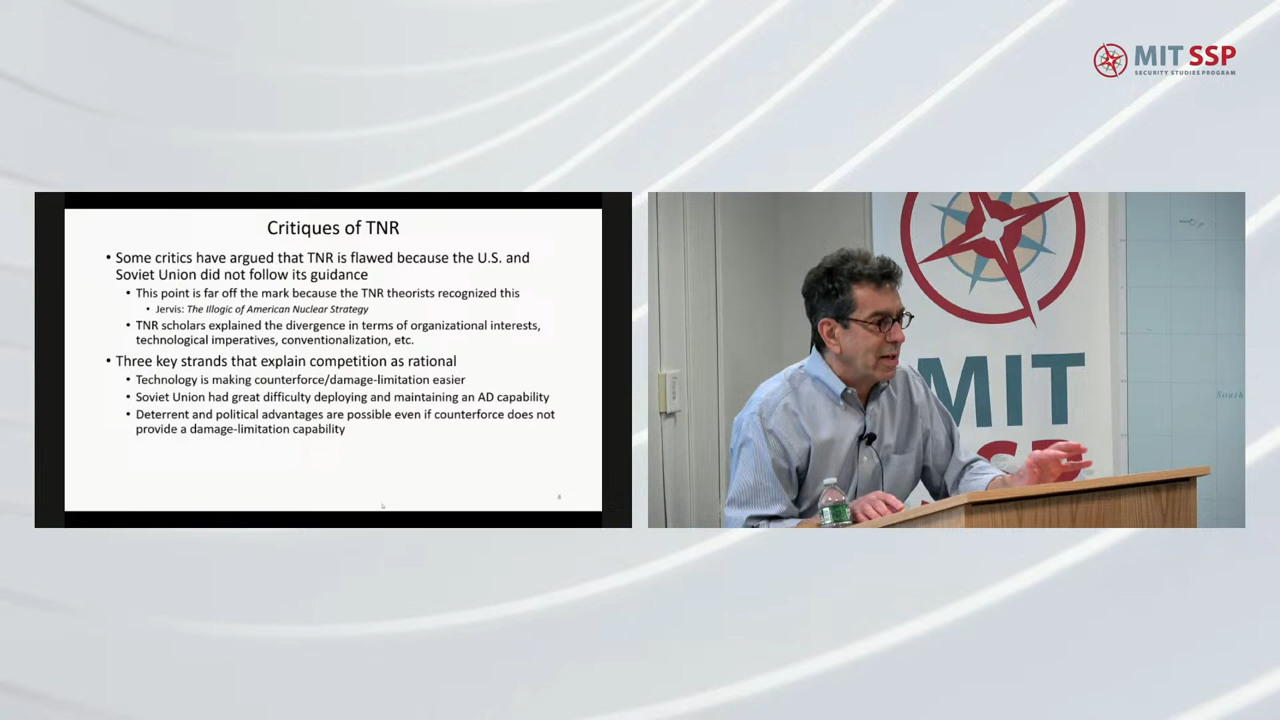 MIT SSP
SECURITY STUDIES PROGRAM
Critiques of TNR
• Some critics have argued that TNR is flawed because the U.S. and
Soviet Union did not follow its guidance
• This point is far off the mark because the TNR theorists recognized this
• Jervis: The Illogic of American Nuclear Strategy
• TNR scholars explained the divergence in terms of organizational interests,
technological imperatives, conventionalization, etc.
• Three key strands that explain competition as rational
• Technology is making counterforce/damage-limitation easier
• Soviet Union had great difficulty deploying and maintaining an AD capability
• Deterrent and political advantages are possible even if counterforce does not
provide a damage-limitation capability
MIT
SSP
South